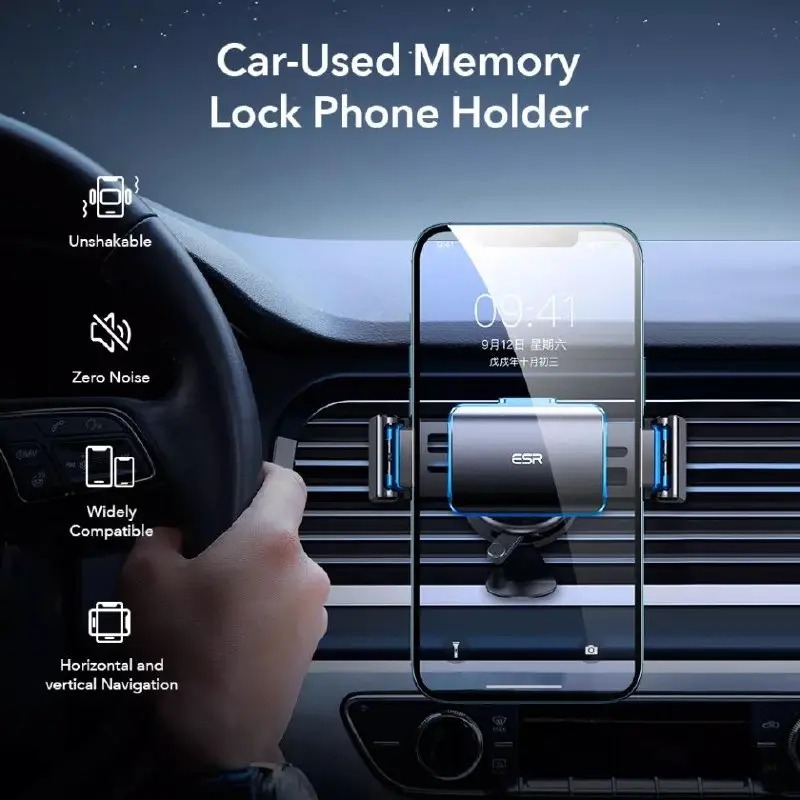 Car-Used Memory
Lock Phone Holder
Unshakable
Zero Noise
Widely
Compatible
Horizontal and
vertical Navigation
09:41
9月12日 星期六
戊戌年十月初三
ESR